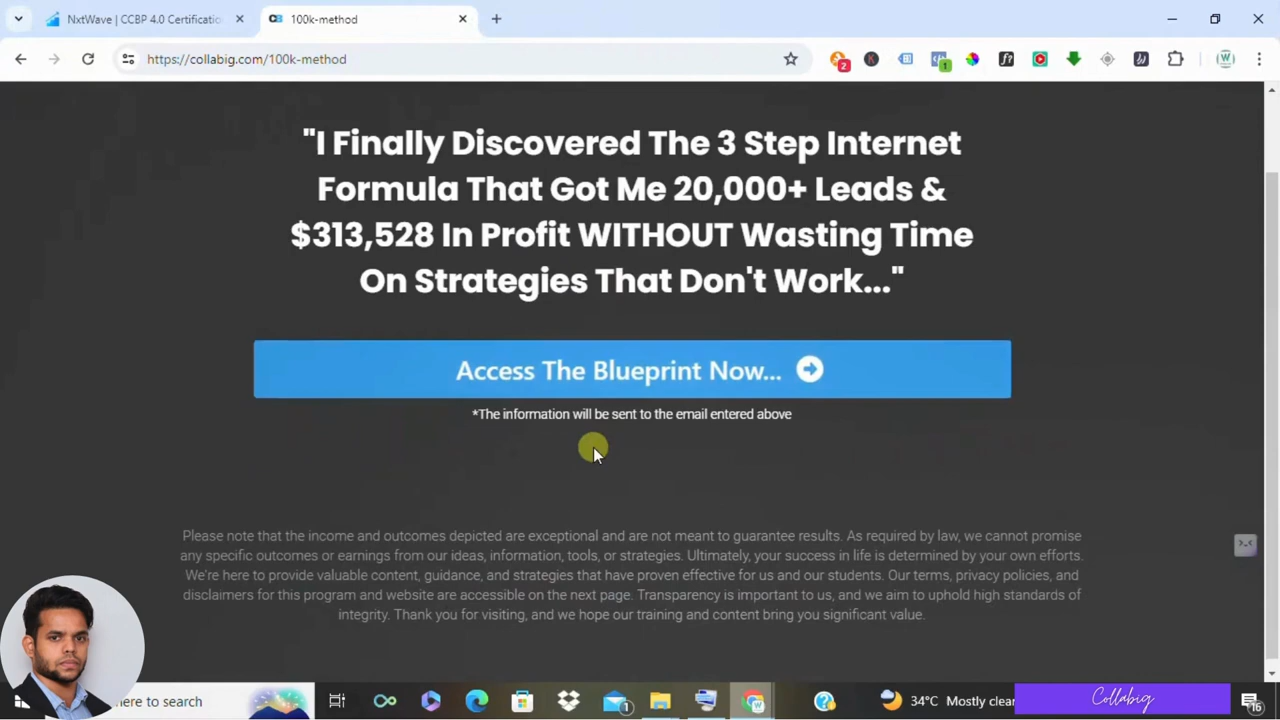 NxtWave | CCBP 4.0 Certificatio
100k-method
https://collabig.com/100k-method
2
1
"I Finally Discovered The 3 Step Internet
Formula That Got Me 20,000+ Leads &
$313,528 In Profit WITHOUT Wasting Time
On Strategies That Don't Work..."
Access The Blueprint Now...
*The information will be sent to the email entered above
Please note that the income and outcomes depicted are exceptional and are not meant to guarantee results. As required by law, we cannot promise
any specific outcomes or earnings from our ideas, information, tools, or strategies. Ultimately, your success in life is determined by your own efforts.
We're here to provide valuable content, guidance, and strategies that have proven effective for us and our students. Our terms, privacy policies, and
disclaimers for this program and website are accessible on the next page. Transparency is important to us, and we aim to uphold high standards of
integrity. Thank you for visiting, and we hope our training and content bring you significant value.
here to search
1
34°C Mostly clear
Collabig
16